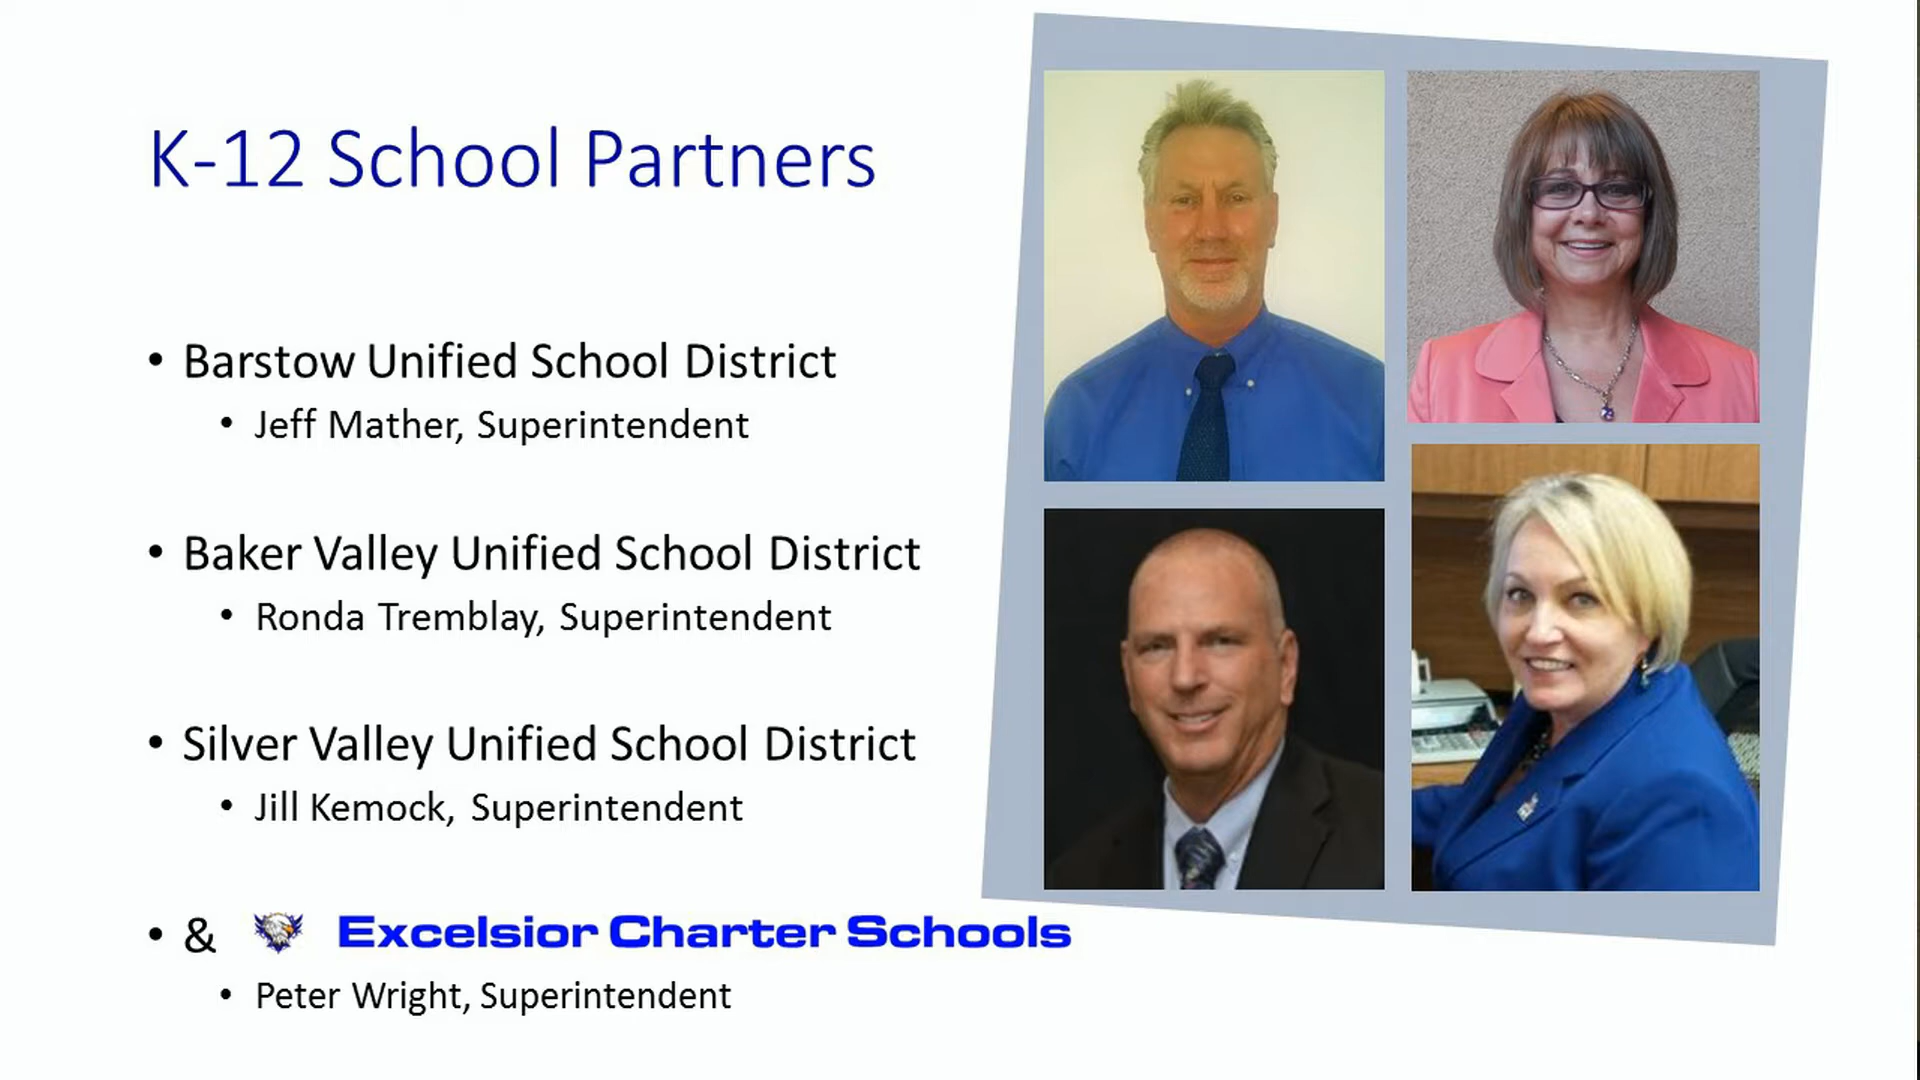 K-12 School Partners
• Barstow Unified School District
• Jeff Mather, Superintendent
• Baker Valley Unified School District
• Ronda Tremblay, Superintendent
• Silver Valley Unified School District
• Jill Kemock, Superintendent
• & Excelsior Charter Schools
• Peter Wright, Superintendent